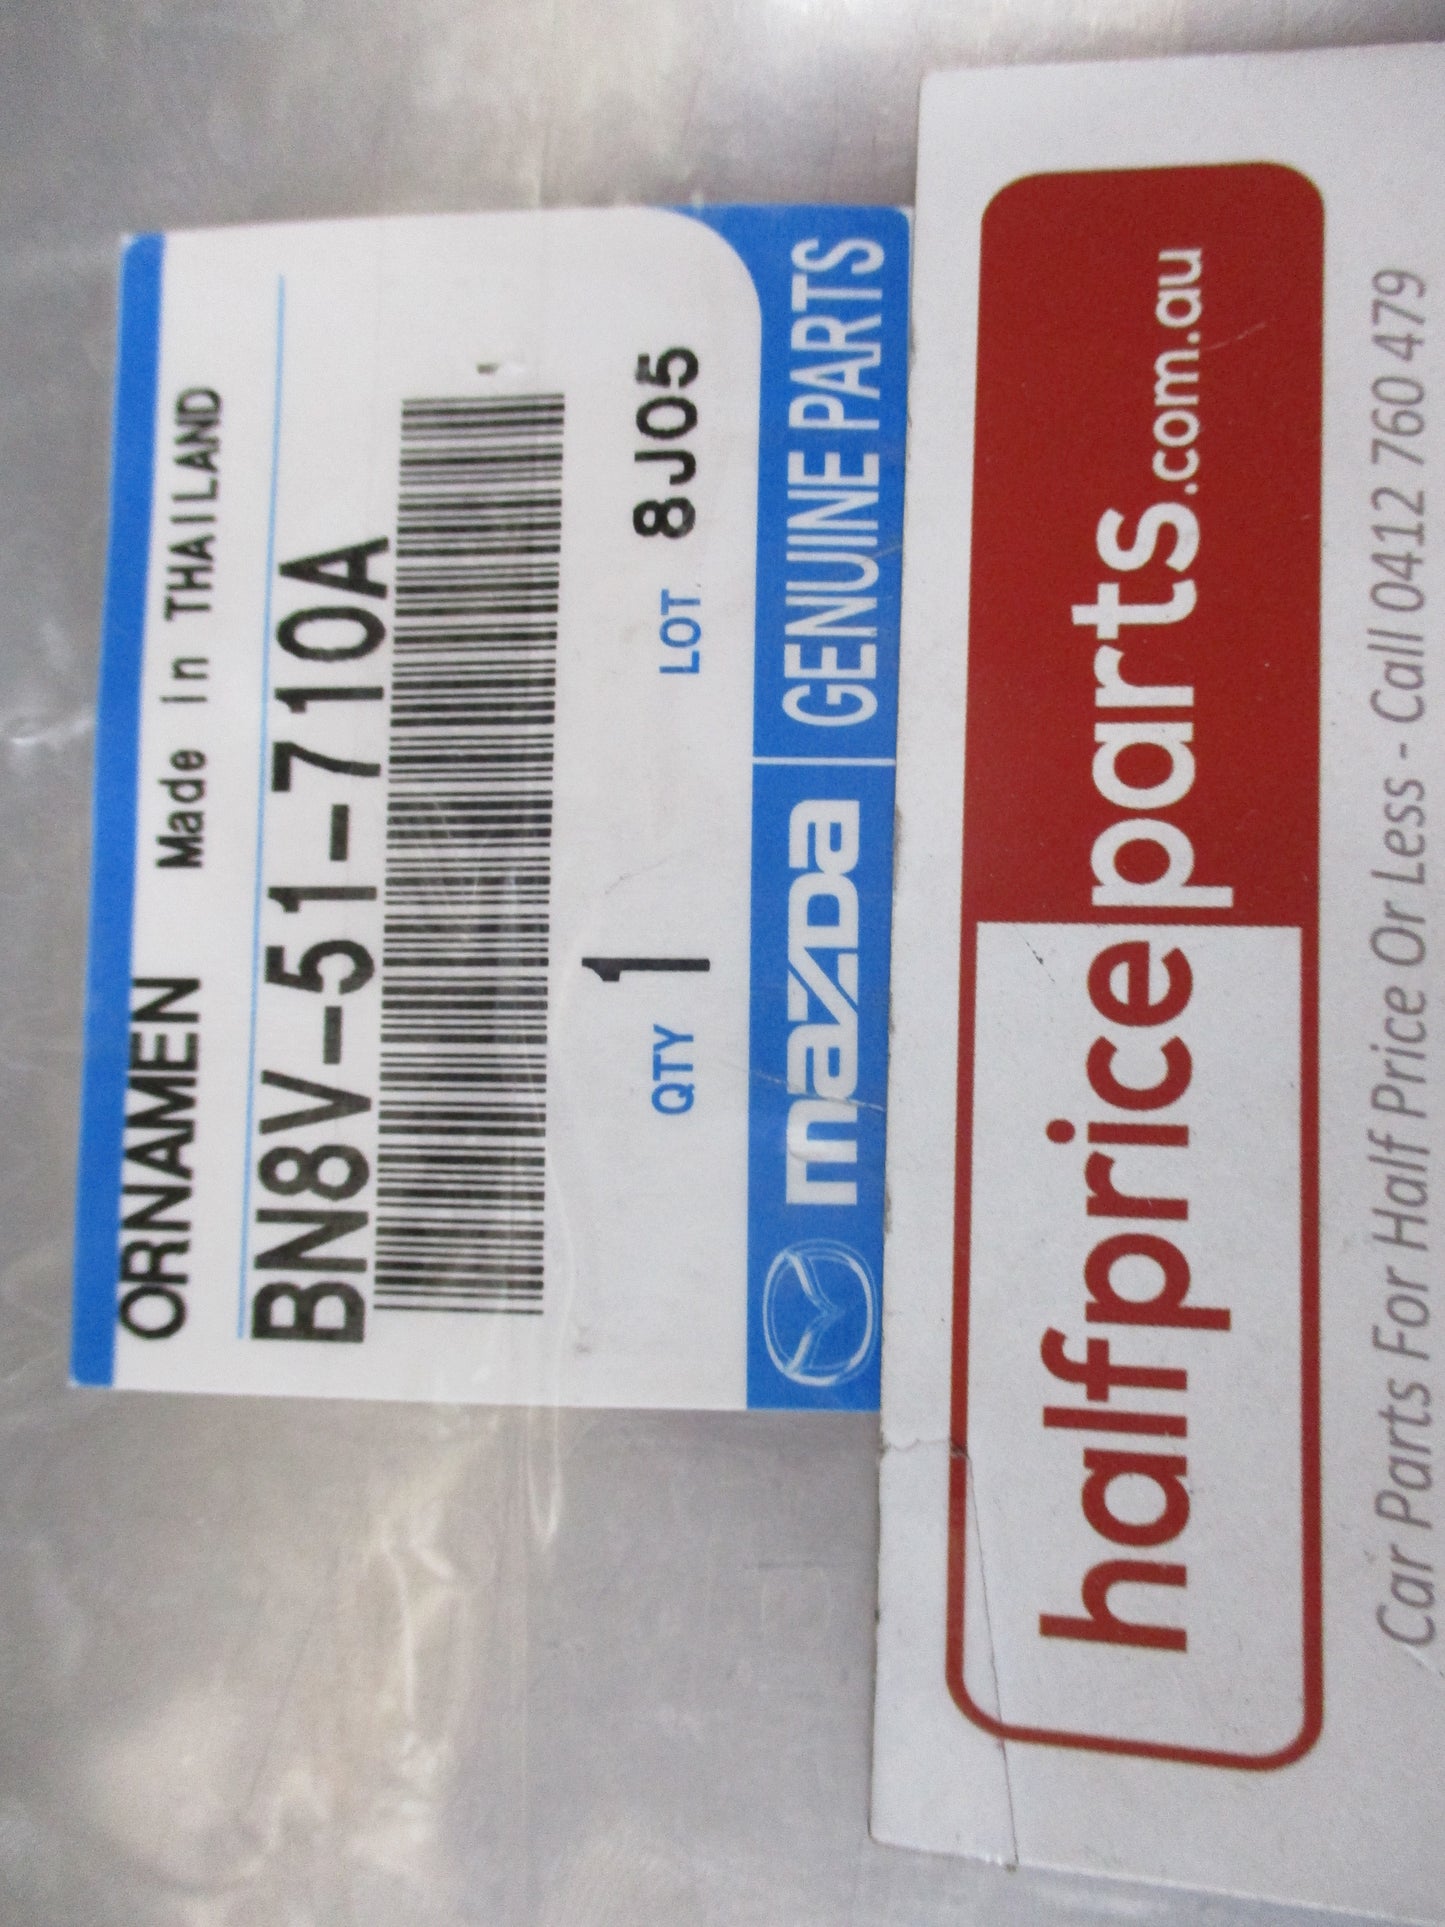 ORNAMEN Made in THAILAND
BN8V-51-710A
QTY 1 LOT 8J05
mazDa GENUINE PARTS
halfpriceparts.com.au
Car Parts For Half Price Or Less - Call 0412 760 479